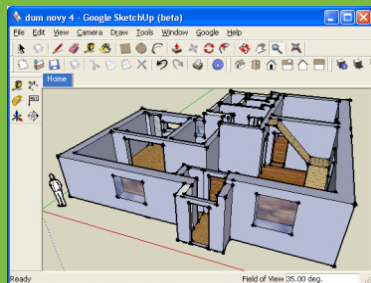 dum novy 4 - Google SketchUp (beta)
File Edit View Camera Draw Tools Window Google Help
Home
Ready Field of View 35.00 deg.